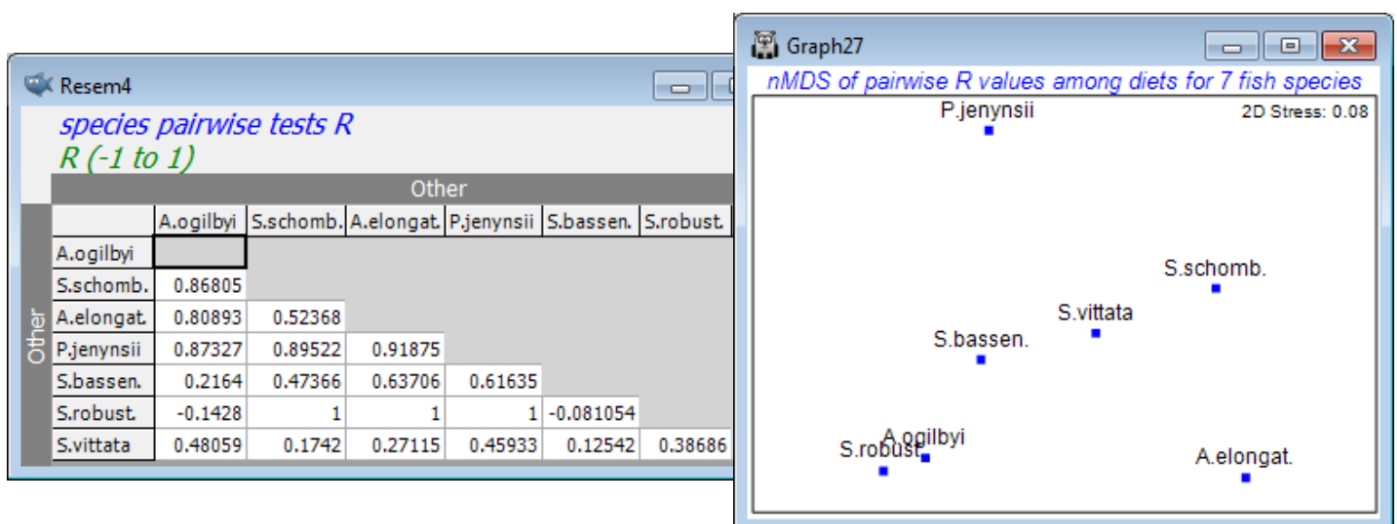 Resem4
species pairwise tests R
R (-1 to 1)
Other
A.ogilbyi S.schomb. A.elongat. P.jenynsii S.bassen. S.robust.
Other
A.ogilbyi
S.schomb. 0.86805
A.elongat. 0.80893 0.52368
P.jenynsii 0.87327 0.89522 0.91875
S.bassen. 0.2164 0.47366 0.63706 0.61635
S.robust. -0.1428 1 1 1 -0.081054
S.vittata 0.48059 0.1742 0.27115 0.45933 0.12542 0.38686
Graph27
nMDS of pairwise R values among diets for 7 fish species
P.jenynsii
2D Stress: 0.08
S.schomb.
S.vittata
S.bassen.
A.ogilbyi
S.robust.
A.elongat.